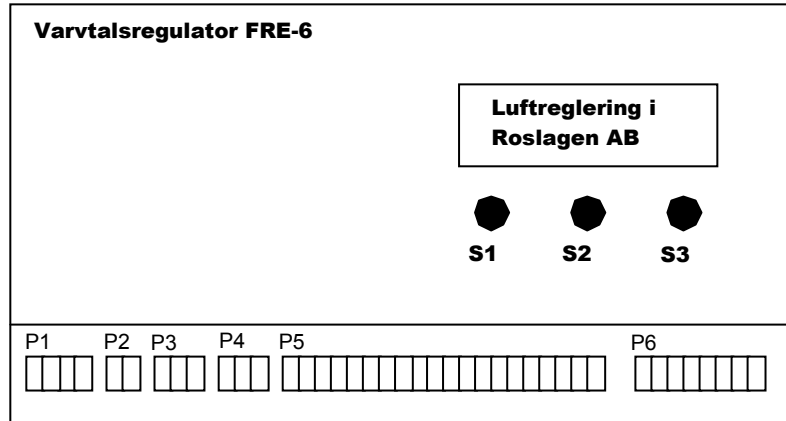 Varvtalsregulator FRE-6
Luftreglering i
Roslagen AB
S1 S2 S3
P1 P2 P3 P4 P5 P6